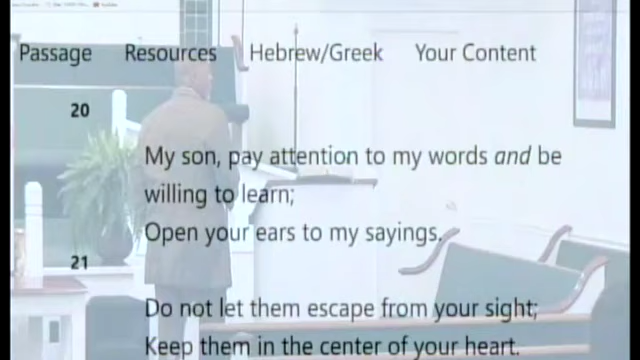 Passage Resources Hebrew/Greek Your Content
20
My son, pay attention to my words and be
willing to learn;
Open your ears to my sayings.
21
Do not let them escape from your sight;
Keep them in the center of your heart.